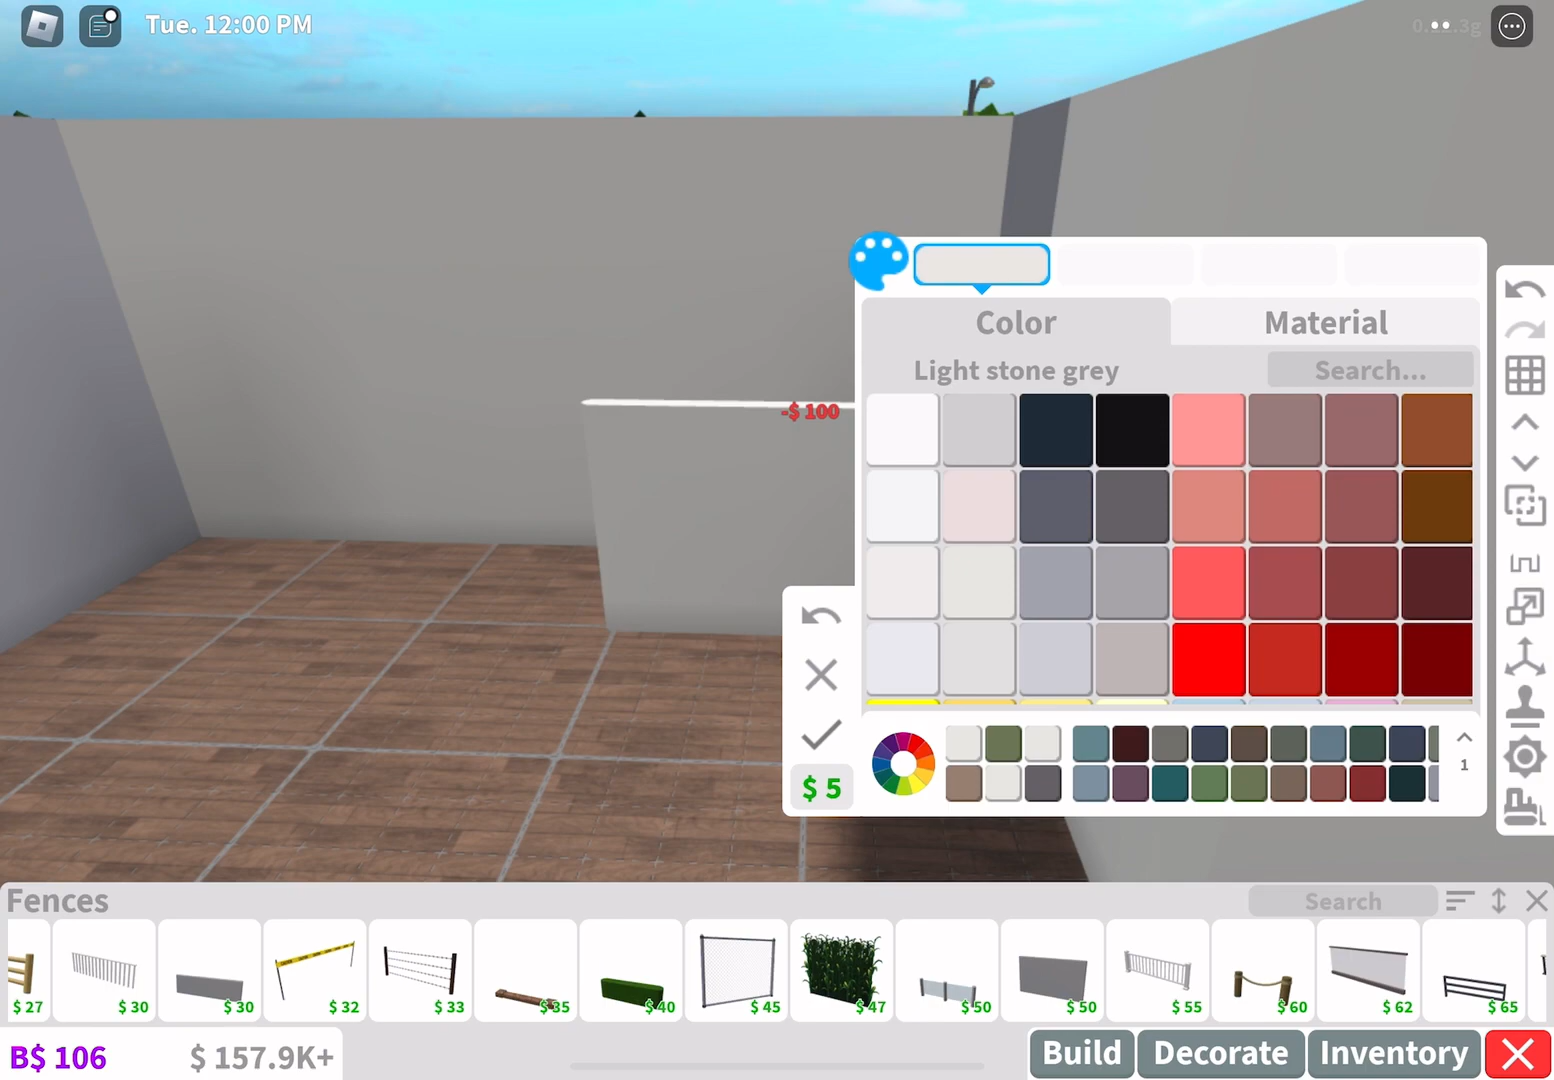 Tue. 12:00 PM
-$ 100
Color
Material
Light stone grey
Search...
$ 5
1
Fences
Search
$ 27
$ 30
$ 30
$ 32
$ 33
$ 35
$ 40
$ 45
$ 47
$ 50
$ 50
$ 55
$ 60
$ 62
$ 65
B$ 106
$ 157.9K+
Build
Decorate
Inventory